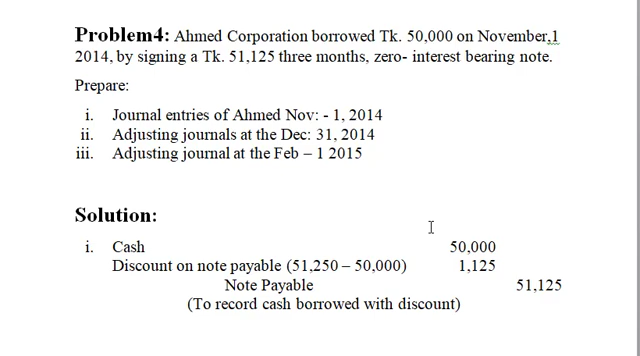 Problem4: Ahmed Corporation borrowed Tk. 50,000 on November,1
2014, by signing a Tk. 51,125 three months, zero- interest bearing note.
Prepare:
i. Journal entries of Ahmed Nov: - 1, 2014
ii. Adjusting journals at the Dec: 31, 2014
iii. Adjusting journal at the Feb – 1 2015
Solution:
i. Cash 50,000
Discount on note payable (51,250 – 50,000) 1,125
Note Payable 51,125
(To record cash borrowed with discount)